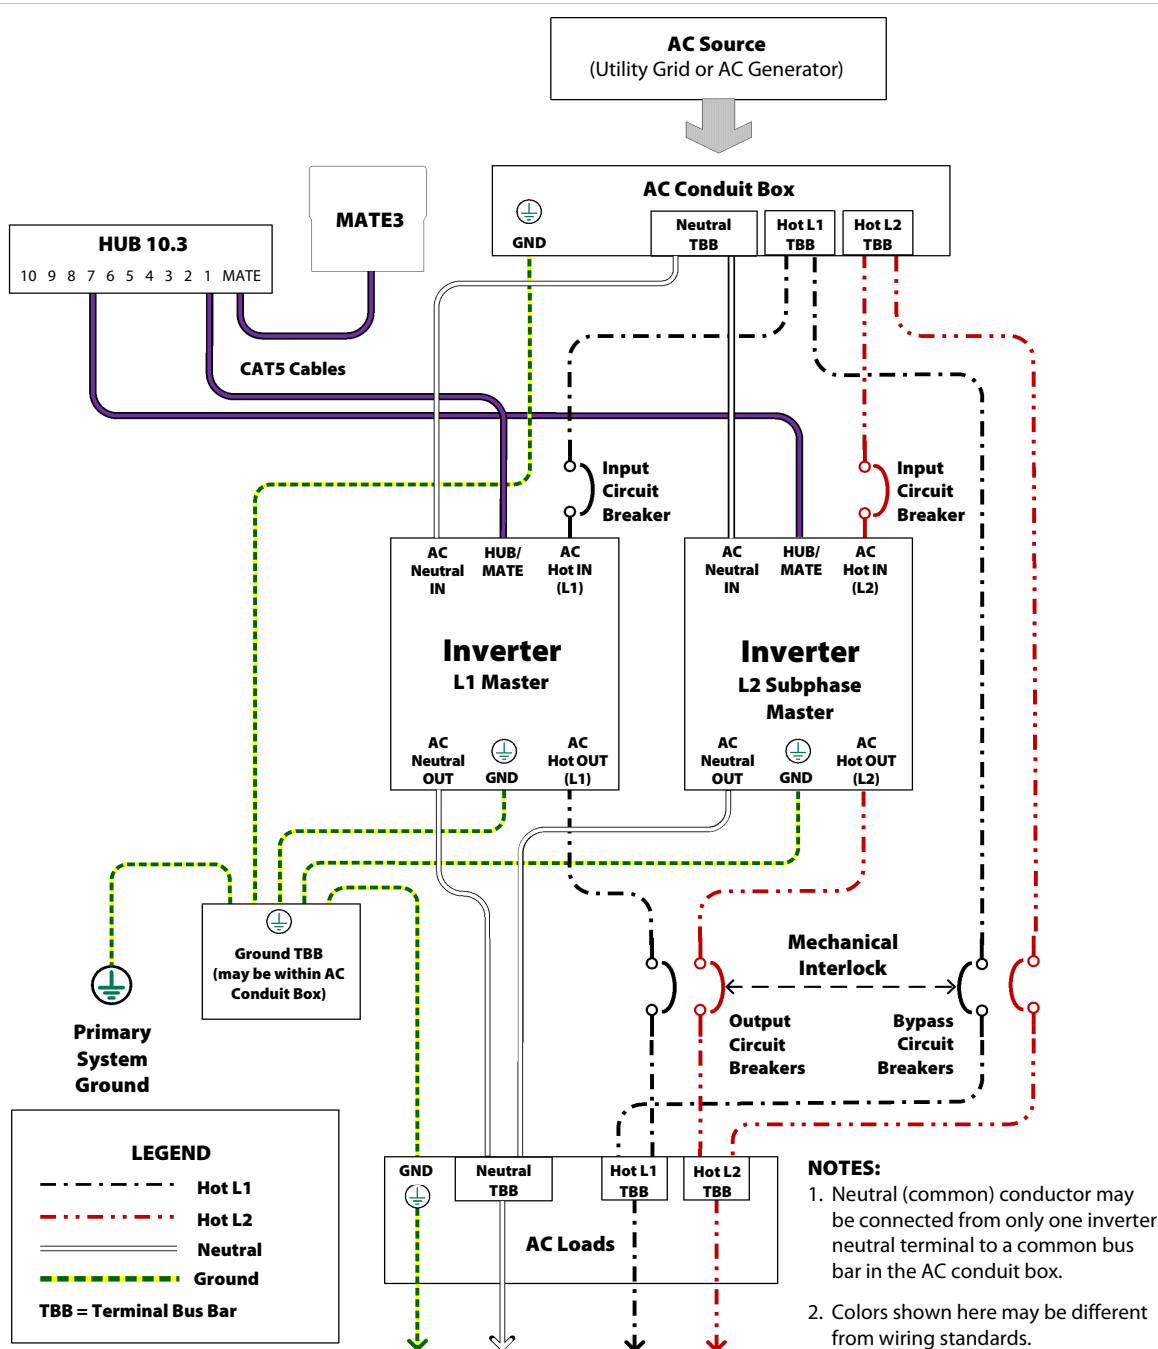 AC Source
(Utility Grid or AC Generator)
AC Conduit Box
GND
Neutral
TBB
Hot L1
TBB
Hot L2
TBB
MATE3
HUB 10.3
10 9 8 7 6 5 4 3 2 1 MATE
CAT5 Cables
Input
Circuit
Breaker
Input
Circuit
Breaker
AC
Neutral
IN
HUB/
MATE
AC
Hot IN
(L1)
Inverter
L1 Master
AC
Neutral
OUT
GND
AC
Hot OUT
(L1)
AC
Neutral
IN
HUB/
MATE
AC
Hot IN
(L2)
Inverter
L2 Subphase
Master
AC
Neutral
OUT
GND
AC
Hot OUT
(L2)
Ground TBB
(may be within AC
Conduit Box)
Primary
System
Ground
Mechanical
Interlock
Output
Circuit
Breakers
Bypass
Circuit
Breakers
LEGEND
Hot L1
Hot L2
Neutral
Ground
TBB = Terminal Bus Bar
GND
Neutral
TBB
Hot L1
TBB
Hot L2
TBB
AC Loads
NOTES:
1. Neutral (common) conductor may
be connected from only one inverter
neutral terminal to a common bus
bar in the AC conduit box.
2. Colors shown here may be different
from wiring standards.